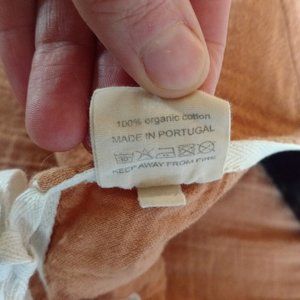 100% organic cotton
MADE IN PORTUGAL
KEEP AWAY FROM FIRE